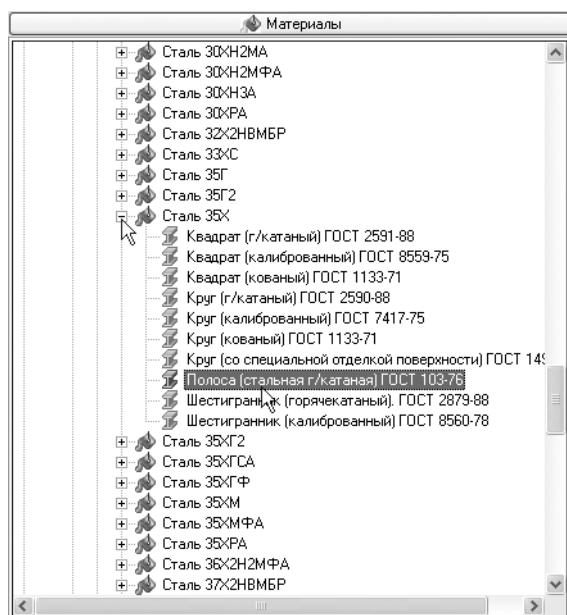 Материалы
Сталь 30ХН2МА
Сталь 30ХН2МФА
Сталь 30ХН3А
Сталь 30ХРА
Сталь 32Х2НВМБР
Сталь 33ХС
Сталь 35Г
Сталь 35Г2
Сталь 35Х
Квадрат (г/катаный) ГОСТ 2591-88
Квадрат (калиброванный) ГОСТ 8559-75
Квадрат (кованый) ГОСТ 1133-71
Круг (г/катаный) ГОСТ 2590-88
Круг (калиброванный) ГОСТ 7417-75
Круг (кованый) ГОСТ 1133-71
Круг (со специальной отделкой поверхности) ГОСТ 149
Полоса (стальная г/катаная) ГОСТ 103-76
Шестигранник (горячекатаный). ГОСТ 2879-88
Шестигранник (калиброванный) ГОСТ 8560-78
Сталь 35ХГ2
Сталь 35ХГСА
Сталь 35ХГФ
Сталь 35ХМ
Сталь 35ХМФА
Сталь 35ХРА
Сталь 36Х2Н2МФА
Сталь 37Х2НВМБР